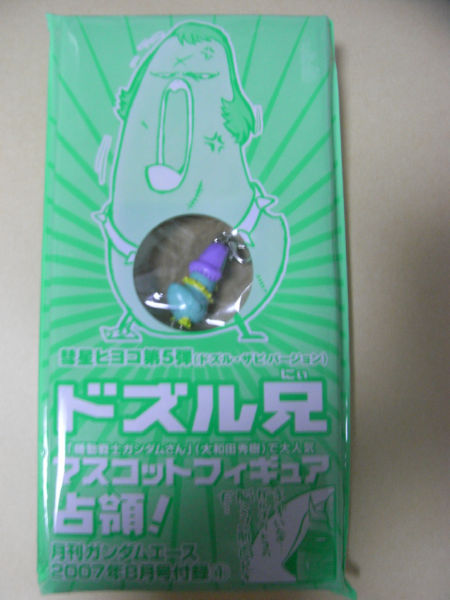 彗星ヒヨコ第5弾(ドズル・ザビバージョン)
にい
ドズル兄
「機動戦士ガンダムさん」(大和田秀樹)で大人気
マスコットフィギュア
占領!
月刊ガンダムエース
2007年8月号付録①